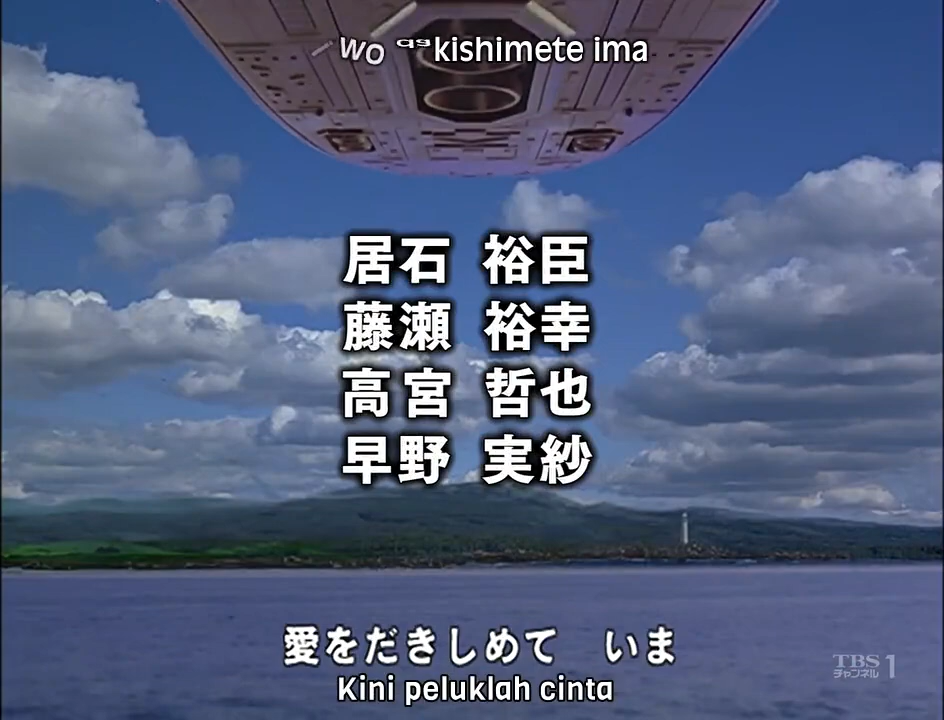 wo kishimete ima
居石 裕臣
藤瀬 裕幸
高宮 哲也
早野 実紗
愛をだきしめて いま
TBS チャンネル 1
Kini peluklah cinta